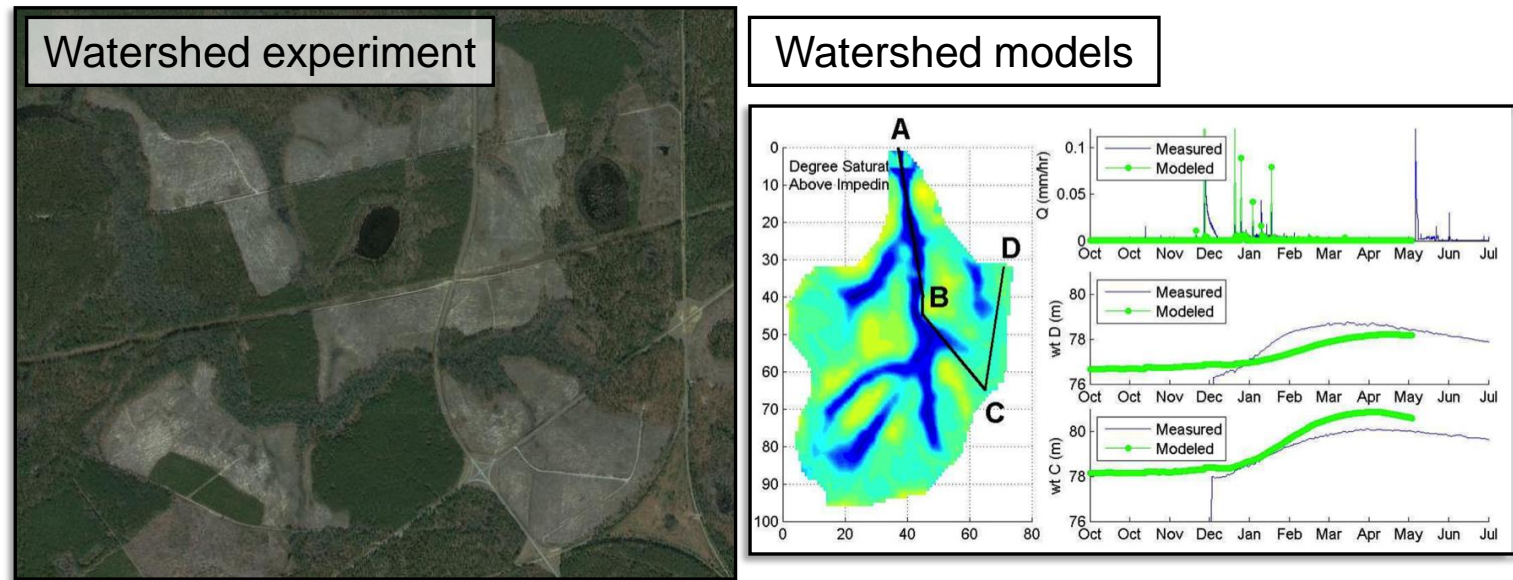 Watershed experiment
Watershed models
A
Degree Saturat
Above Impedin
D
B
C
0
10
20
30
40
50
60
70
80
90
100
0 20 40 60 80
Measured
Modeled
Q (mm/hr)
0.1
0.05
0
Oct Oct Nov Dec Jan Feb Mar Apr May Jun Jul
Measured
Modeled
wt D (m)
80
78
76
Oct Oct Nov Dec Jan Feb Mar Apr May Jun Jul
Measured
Modeled
wt C (m)
80
78
76
Oct Oct Nov Dec Jan Feb Mar Apr May Jun Jul